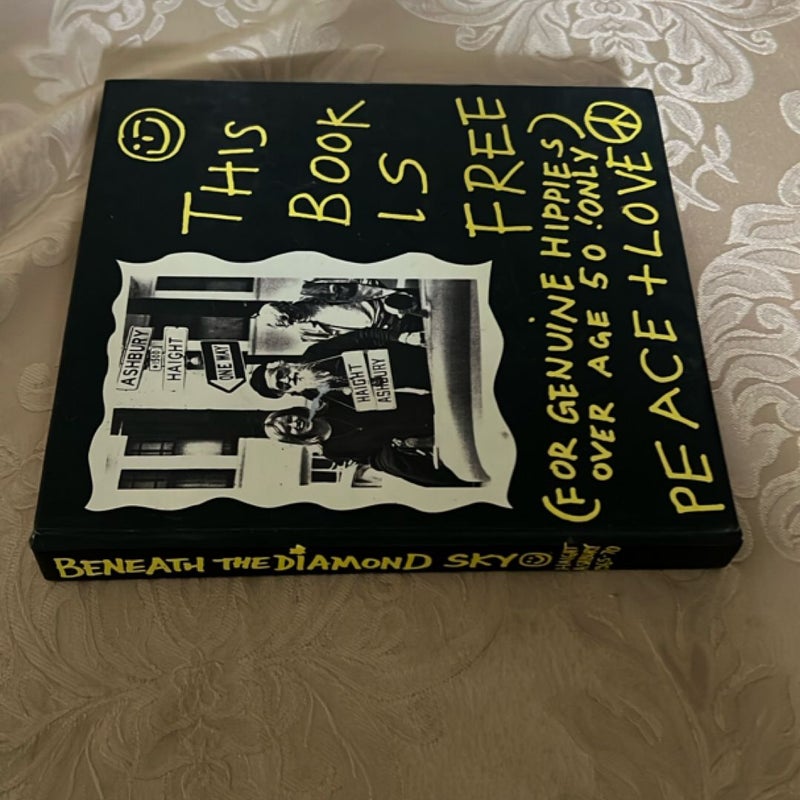 THIS
BOOK
IS
FREE
(FOR GENUINE HIPPIES)
OVER AGE 50 !ONLY
PEACE + LOVE
ASHBURY
HAIGHT
ONE WAY
HAIGHT
ASHBURY
BENEATH THE DIAMOND SKY
HAIGHT
ASHBURY